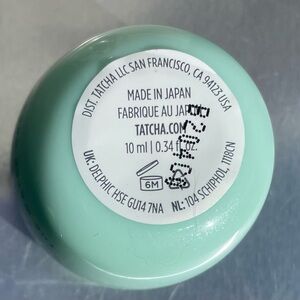 DIST. TATCHA LLC SAN FRANCISCO, CA 94123 USA
MADE IN JAPAN
FABRIQUÉ AU JAPON
TATCHA.COM
10 ml | 0.34 fl. oz.
6M
UK: DELPHIC HSE GU14 7NA NL: 104 SCHIPHOL, 1118CN